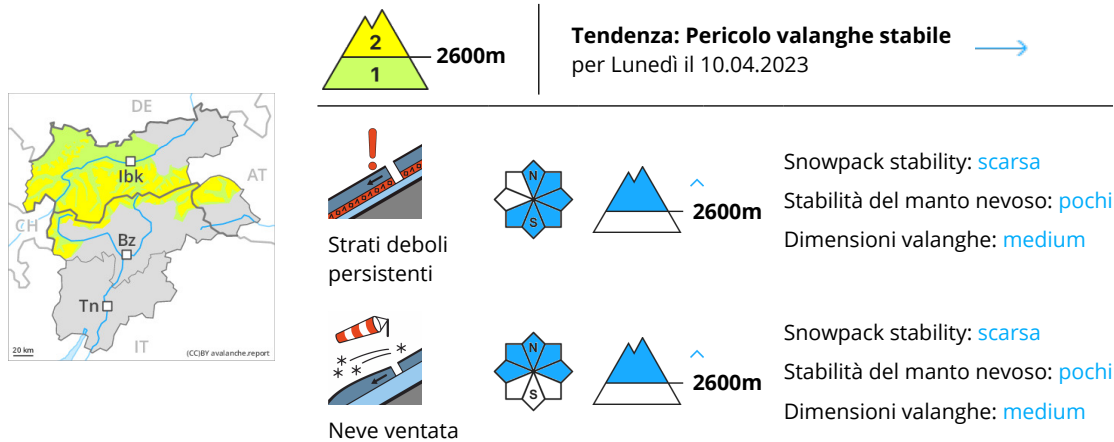 2
1
2600m
Tendenza: Pericolo valanghe stabile
per Lunedì il 10.04.2023
DE
AT
CH
IT
Ibk
Bz
Tn
20 km
(CC)BY avalanche.report
Strati deboli
persistenti
N
S
2600m
Snowpack stability: scarsa
Stabilità del manto nevoso: pochi
Dimensioni valanghe: medium
Neve ventata
N
S
2600m
Snowpack stability: scarsa
Stabilità del manto nevoso: pochi
Dimensioni valanghe: medium